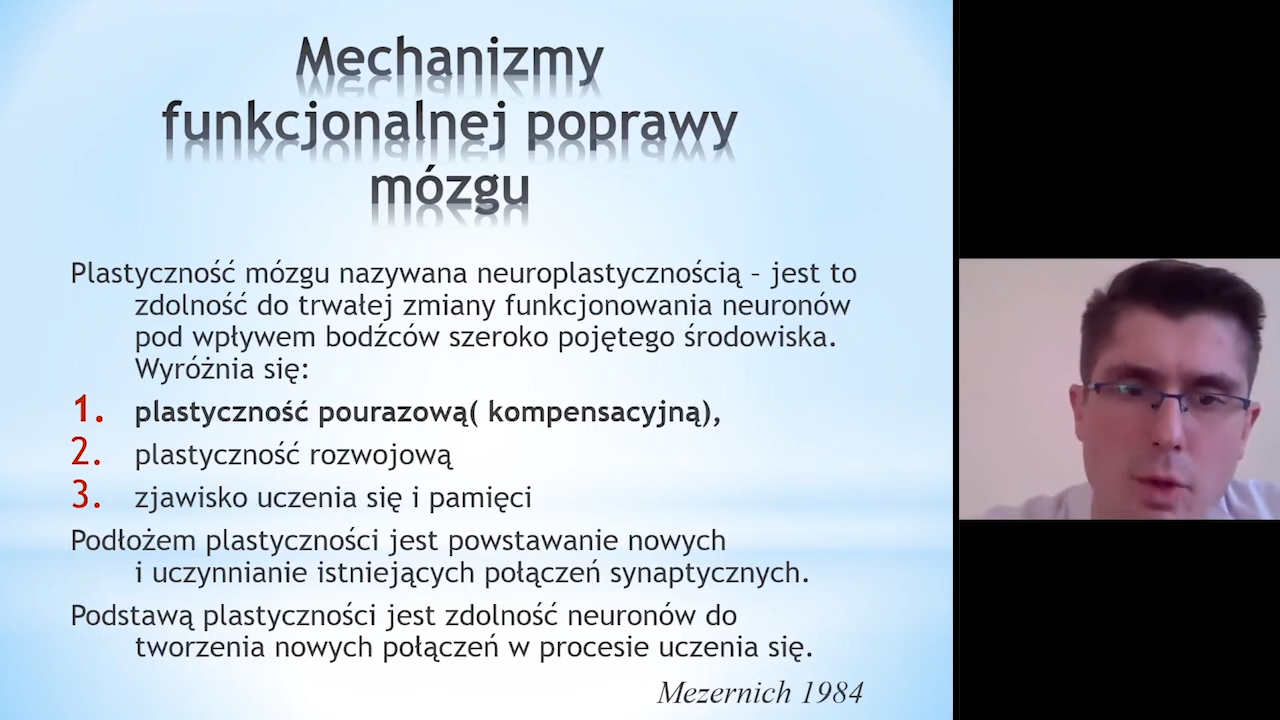 Mechanizmy
funkcjonalnej poprawy
mózgu
Plastyczność mózgu nazywana neuroplastycznością – jest to
zdolność do trwałej zmiany funkcjonowania neuronów
pod wpływem bodźców szeroko pojętego środowiska.
Wyróżnia się:
1. plastyczność pourazową( kompensacyjną),
2. plastyczność rozwojową
3. zjawisko uczenia się i pamięci
Podłożem plastyczności jest powstawanie nowych
i uczynnianie istniejących połączeń synaptycznych.
Podstawą plastyczności jest zdolność neuronów do
tworzenia nowych połączeń w procesie uczenia się.
Mezernich 1984